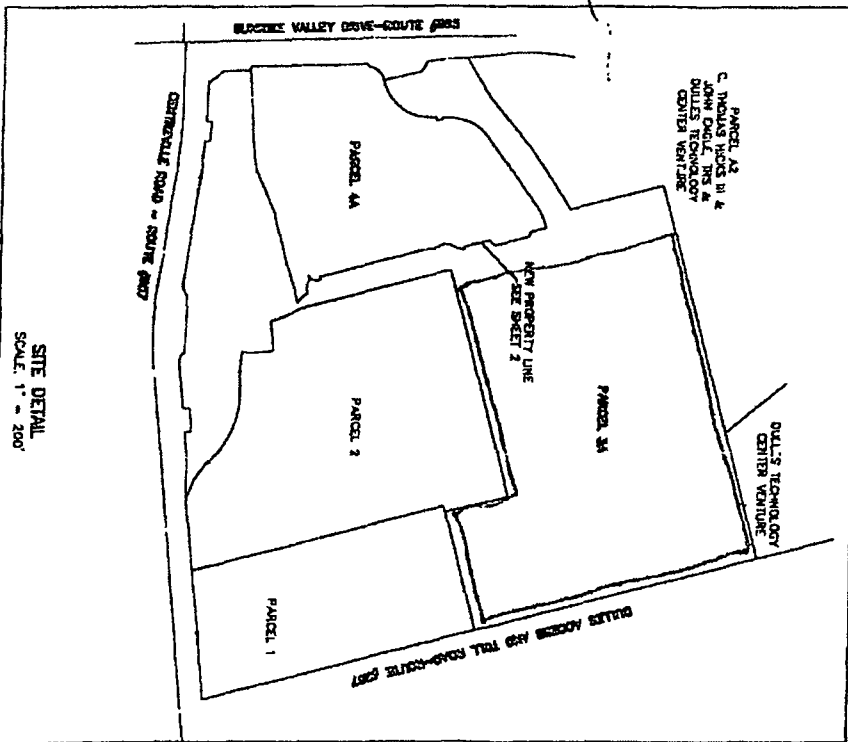 PARCEL A2
C. THOMAS HICKS III &
JOHN ENGLE, TRS &
DULLES TECHNOLOGY
CENTER VENTURE
VALLEY DRIVE-ROUTE
PARCEL 4A
CENTREVILLE ROAD - ROUTE
NEW PROPERTY LINE
SEE SHEET 2
PARCEL 3A
DULL'S TECHNOLOGY
CENTER VENTURE
PARCEL 2
PARCEL 1
DULLES ACCESS AND TOLL ROAD-ROUTE
SITE DETAIL
SCALE, 1" = 200'